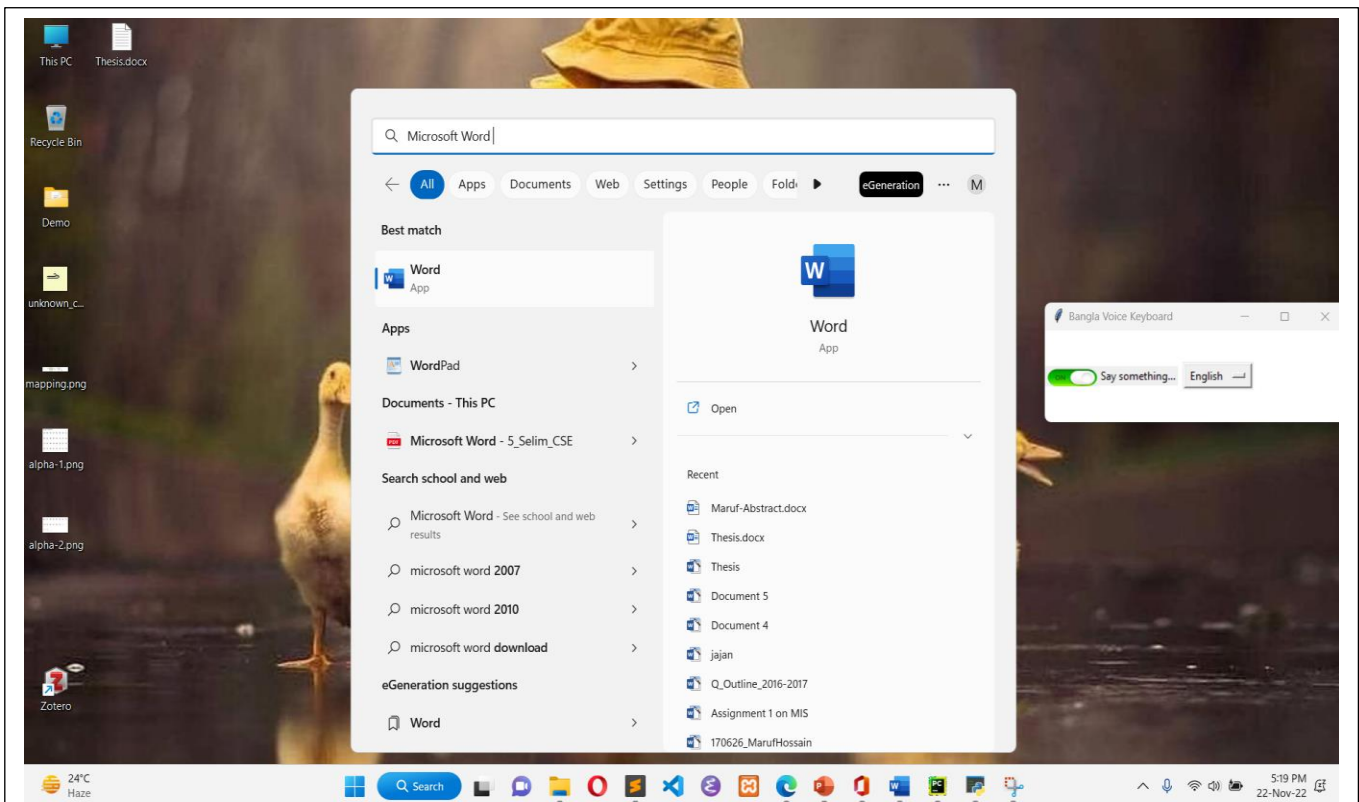 This PC
Thesis.docx
Recycle Bin
Demo
unknown_c...
mapping.png
alpha-1.png
alpha-2.png
Zotero
Microsoft Word
All Apps Documents Web Settings People Fold eGeneration ... M
Best match
Word
App
Apps
WordPad
Documents - This PC
Microsoft Word - 5_Selim_CSE
Search school and web
Microsoft Word - See school and web
results
microsoft word 2007
microsoft word 2010
microsoft word download
eGeneration suggestions
Word
W
Word
App
Open
Recent
Maruf-Abstract.docx
Thesis.docx
Thesis
Document 5
Document 4
jajan
Q_Outline_2016-2017
Assignment 1 on MIS
170626_MarufHossain
Bangla Voice Keyboard
ON Say something... English
24°C
Haze
Search
5:19 PM
22-Nov-22